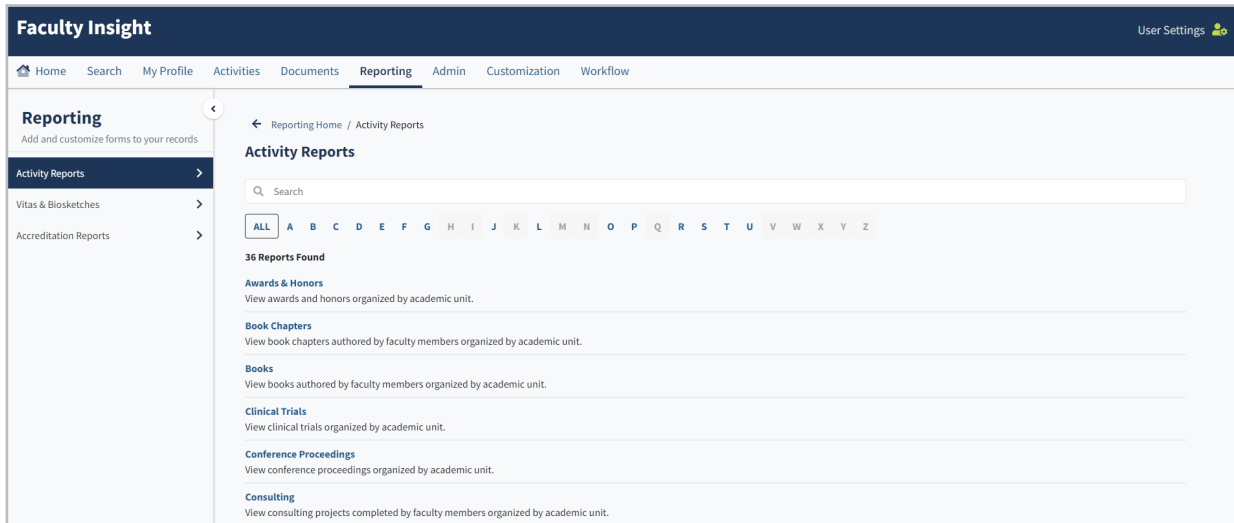 Faculty Insight
User Settings
Home Search My Profile Activities Documents Reporting Admin Customization Workflow
Reporting
Add and customize forms to your records
Activity Reports
Vitas & Biosketches
Accreditation Reports
Reporting Home / Activity Reports
Activity Reports
Search
ALL A B C D E F G H I J K L M N O P Q R S T U V W X Y Z
36 Reports Found
Awards & Honors
View awards and honors organized by academic unit.
Book Chapters
View book chapters authored by faculty members organized by academic unit.
Books
View books authored by faculty members organized by academic unit.
Clinical Trials
View clinical trials organized by academic unit.
Conference Proceedings
View conference proceedings organized by academic unit.
Consulting
View consulting projects completed by faculty members organized by academic unit.